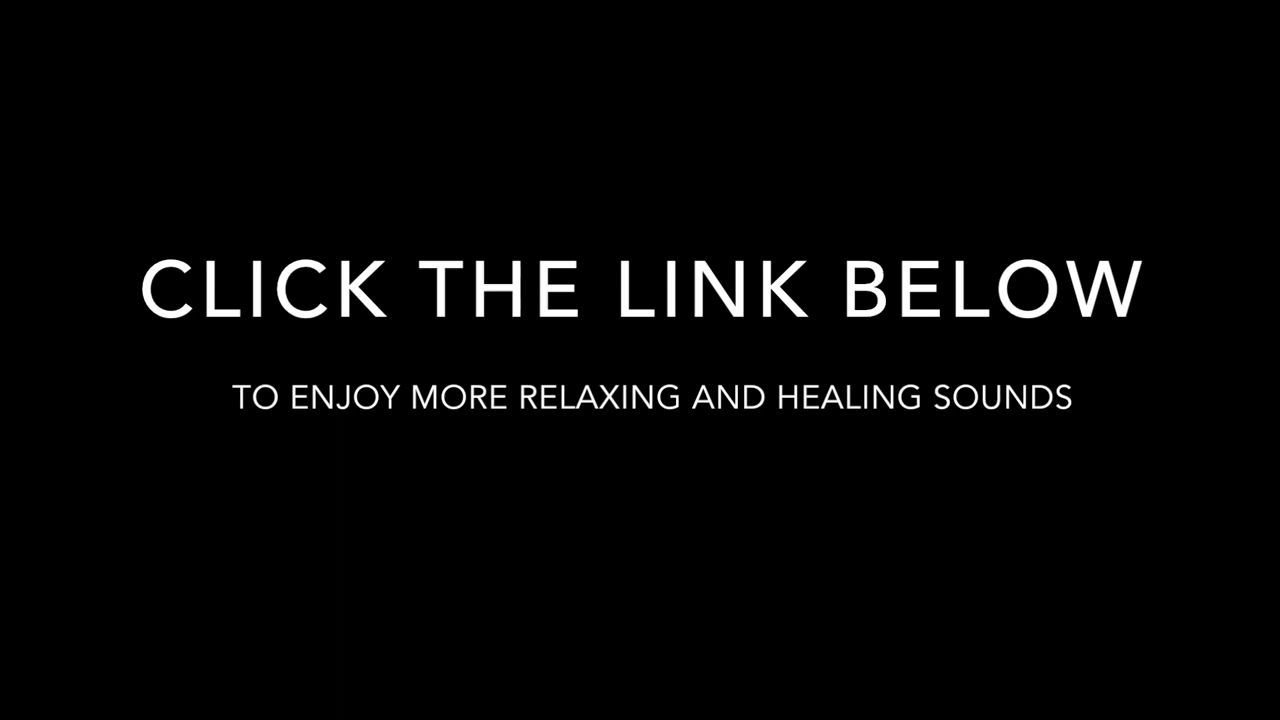 CLICK THE LINK BELOW
TO ENJOY MORE RELAXING AND HEALING SOUNDS